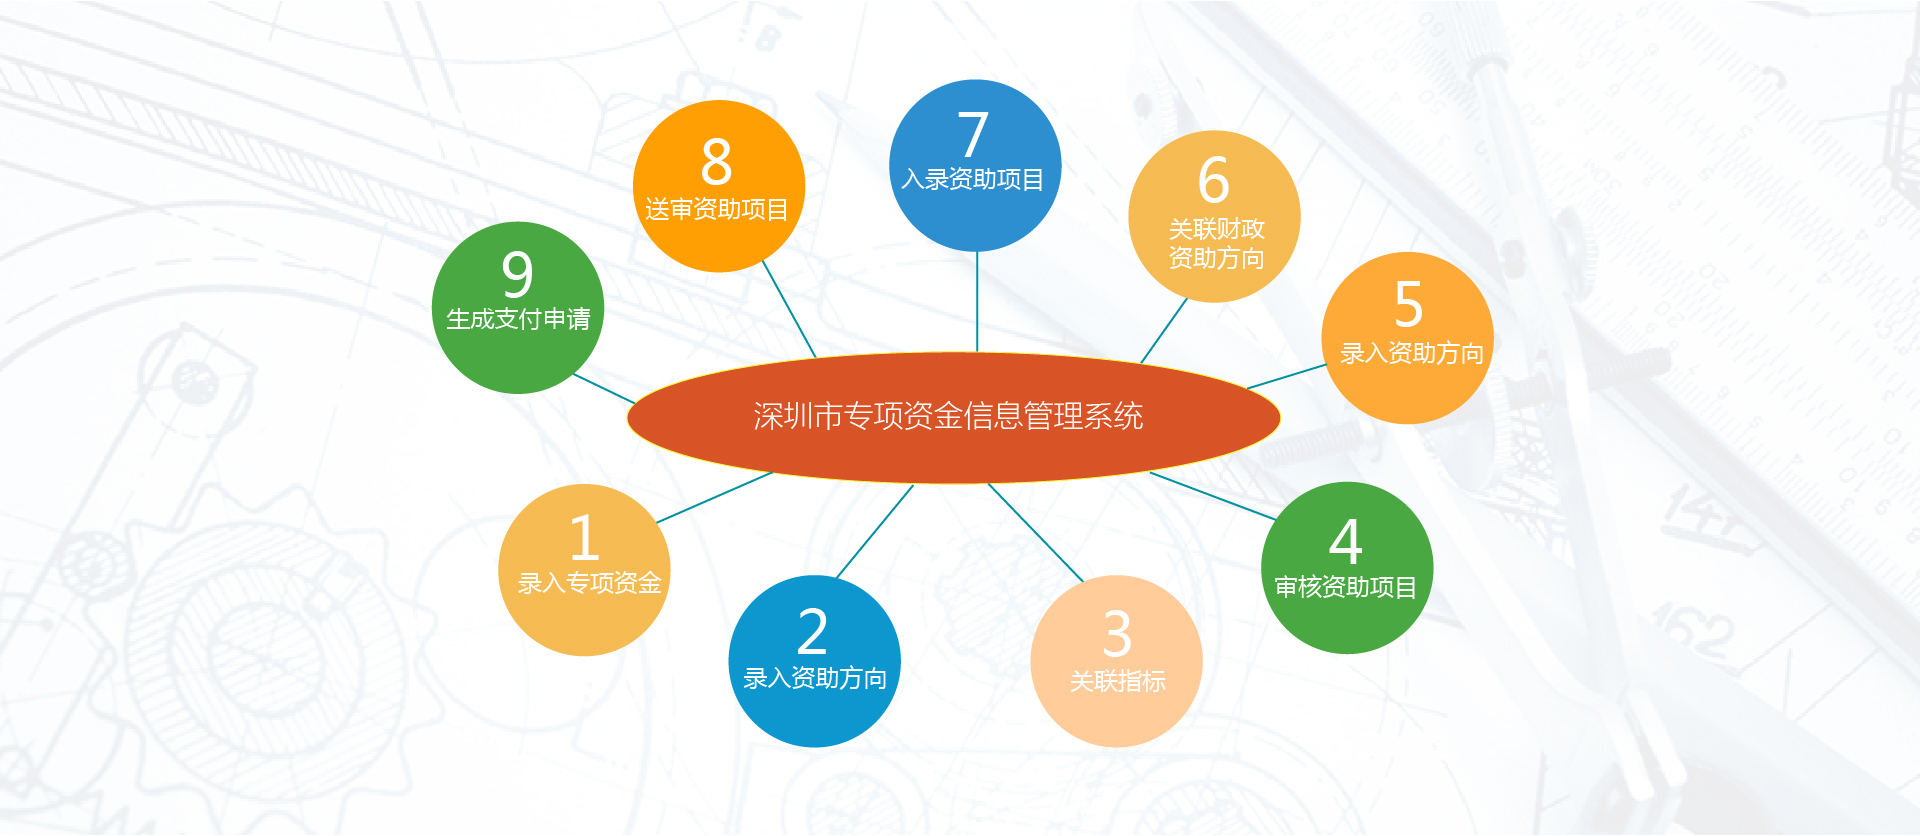 7
入录资助项目
8
送审资助项目
6
关联财政
资助方向
9
生成支付申请
5
录入资助方向
深圳市专项资金信息管理系统
1
录入专项资金
4
审核资助项目
2
录入资助方向
3
关联指标
144
162